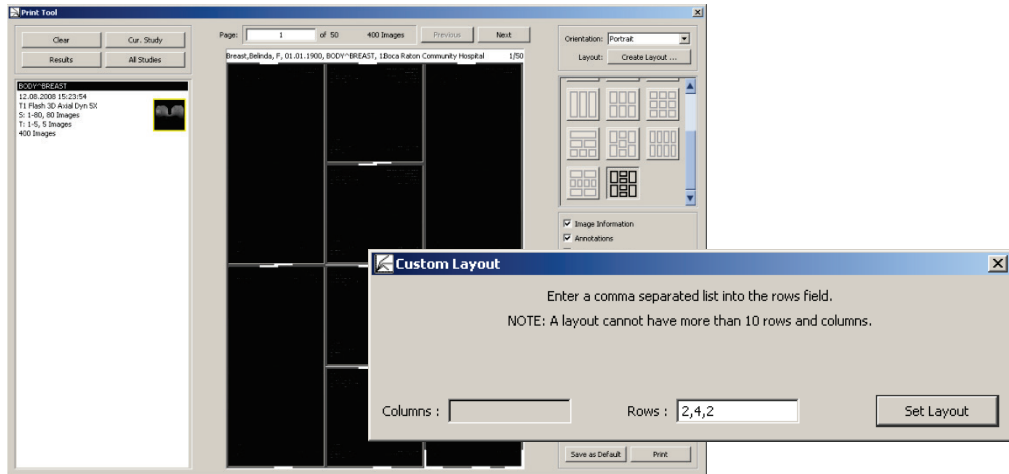 Print Tool
Clear
Cur. Study
Results
All Studies
BODY^BREAST
12.08.2008 15:23:54
T1 Flash 3D Axial Dyn SX
S: 1-80, 80 Images
T: 1-5, 5 Images
400 Images
Page: 1 of 50 400 Images Previous Next
Breast,Belinda, F, 01.01.1900, BODY^BREAST, 1Boca Raton Community Hospital 1/50
Orientation: Portrait
Layout: Create Layout ...
Image Information
Annotations
Custom Layout
Enter a comma separated list into the rows field.
NOTE: A layout cannot have more than 10 rows and columns.
Columns :
Rows : 2,4,2
Set Layout
Save as Default
Print